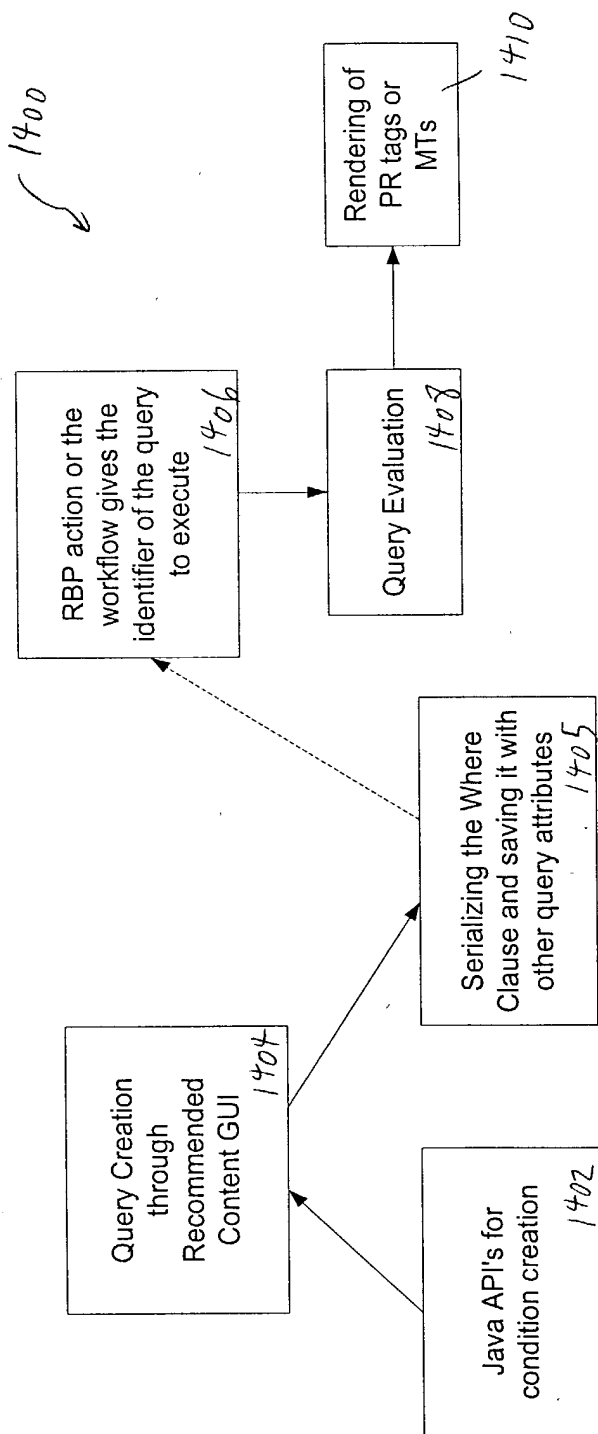 1400
Java API's for
condition creation
1402
Query Creation
through
Recommended
Content GUI
1404
Serializing the Where
Clause and saving it with
other query attributes
1405
RBP action or the
workflow gives the
identifier of the query
to execute
1406
Query Evaluation
1408
Rendering of
PR tags or
MTs
1410